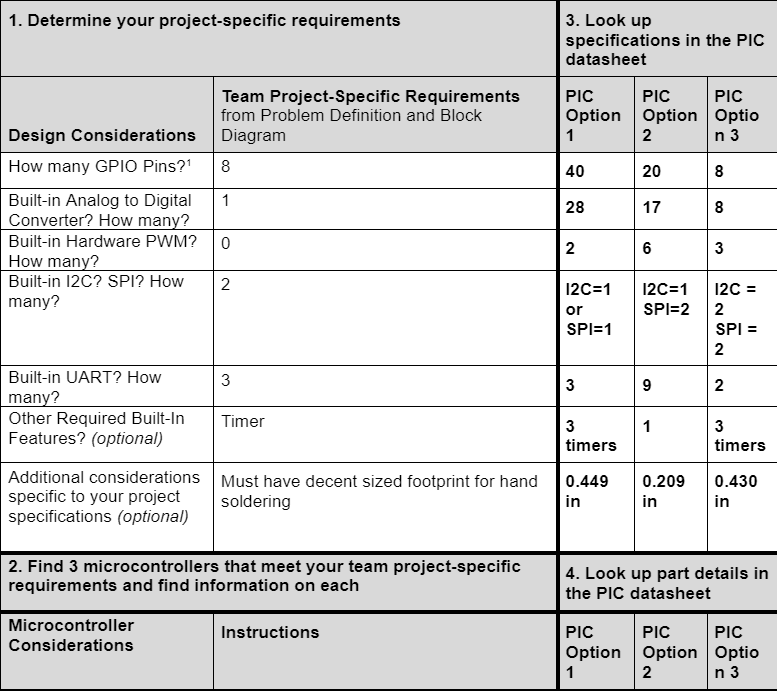 1. Determine your project-specific requirements
3. Look up
specifications in the PIC
datasheet
Design Considerations
Team Project-Specific Requirements
from Problem Definition and Block
Diagram
PIC
Option
1
PIC
Option
2
PIC
Optio
n 3
How many GPIO Pins?¹
8
40
20
8
Built-in Analog to Digital
Converter? How many?
1
28
17
8
Built-in Hardware PWM?
How many?
0
2
6
3
Built-in I2C? SPI? How
many?
2
I2C=1
or
SPI=1
I2C=1
SPI=2
I2C =
2
SPI =
2
Built-in UART? How
many?
3
3
9
2
Other Required Built-In
Features? (optional)
Timer
3
timers
1
3
timers
Additional considerations
specific to your project
specifications (optional)
Must have decent sized footprint for hand
soldering
0.449
in
0.209
in
0.430
in
2. Find 3 microcontrollers that meet your team project-specific
requirements and find information on each
4. Look up part details in
the PIC datasheet
Microcontroller
Considerations
Instructions
PIC
Option
1
PIC
Option
2
PIC
Optio
n 3